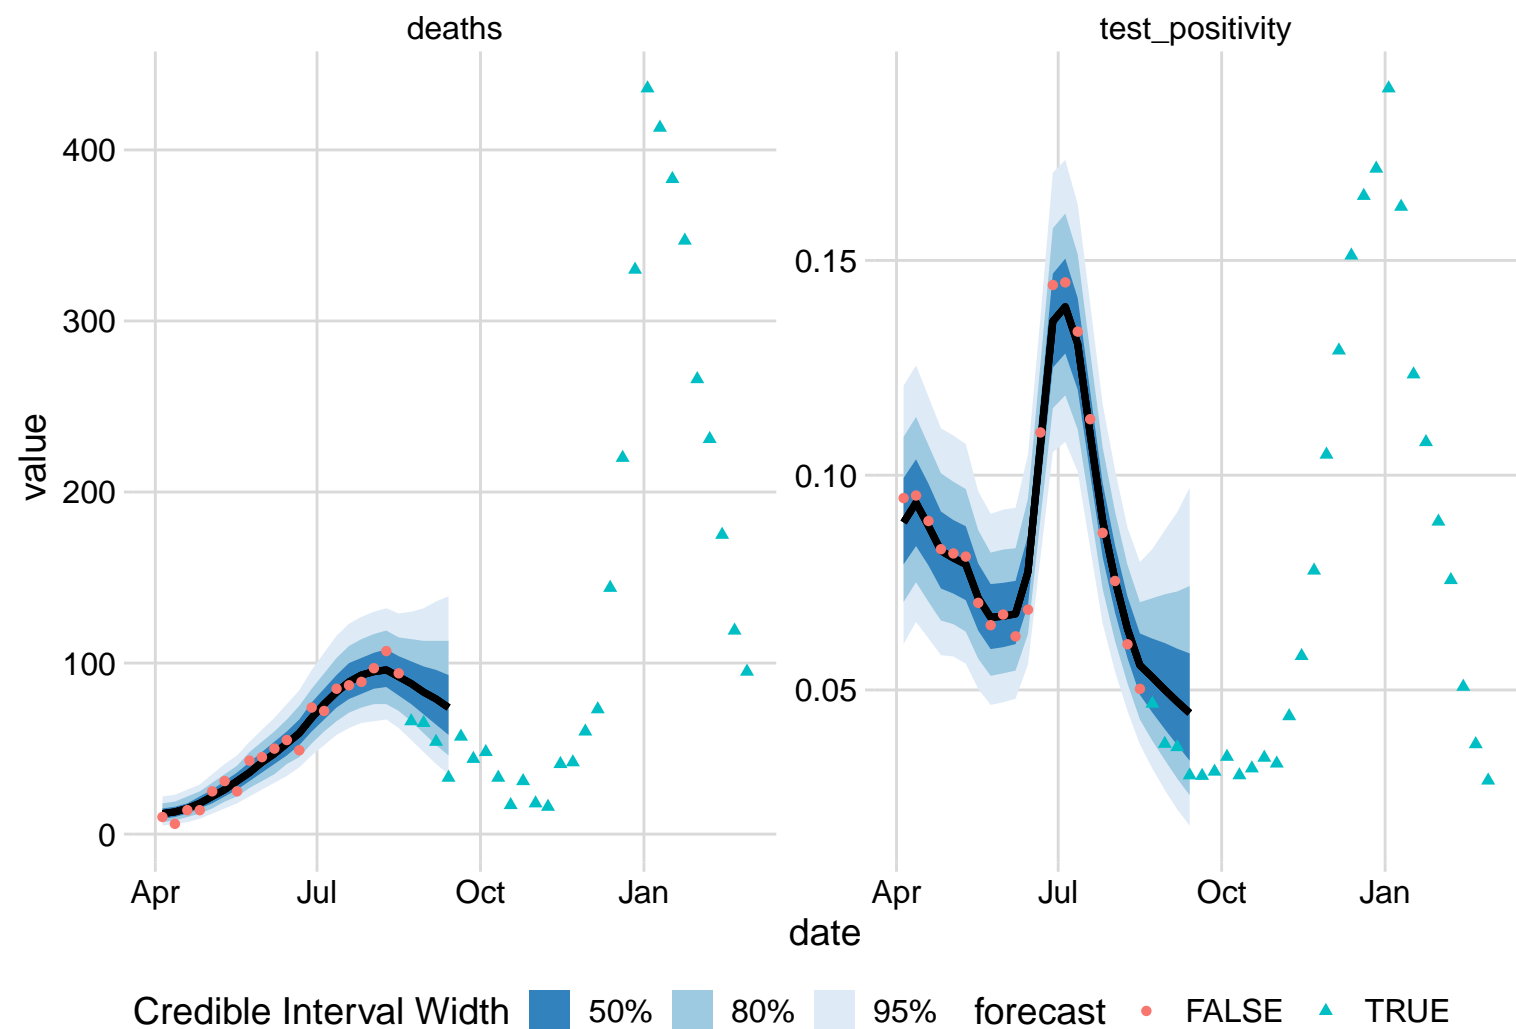 deaths
test_positivity
value
400
300
200
100
0
0.15
0.10
0.05
Apr
Jul
Oct
Jan
Apr
Jul
Oct
Jan
date
Credible Interval Width 50% 80% 95% forecast FALSE TRUE